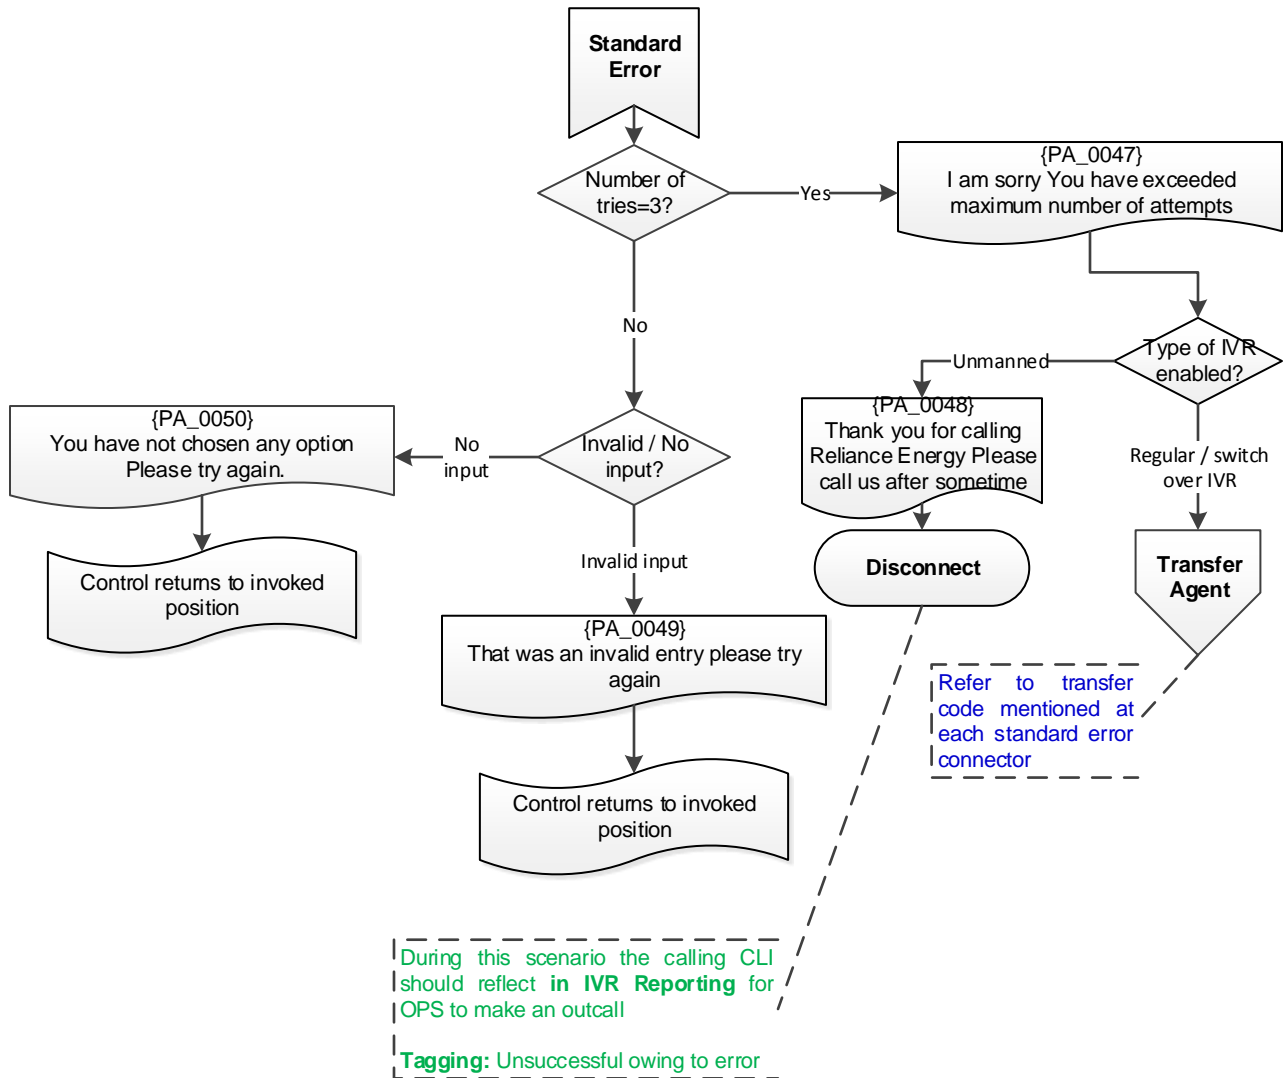 Standard
Error
Number of
tries=3?
Yes
{PA_0047}
I am sorry You have exceeded
maximum number of attempts
No
Type of IVR
enabled?
Unmanned
{PA_0048}
Thank you for calling
Reliance Energy Please
call us after sometime
Regular / switch
over IVR
{PA_0050}
You have not chosen any option
Please try again.
No
input
Invalid / No
input?
Control returns to invoked
position
Invalid input
Disconnect
Transfer
Agent
{PA_0049}
That was an invalid entry please try
again
Refer to transfer
code mentioned at
each standard error
connector
Control returns to invoked
position
During this scenario the calling CLI
should reflect in IVR Reporting for
OPS to make an outcall
Tagging: Unsuccessful owing to error